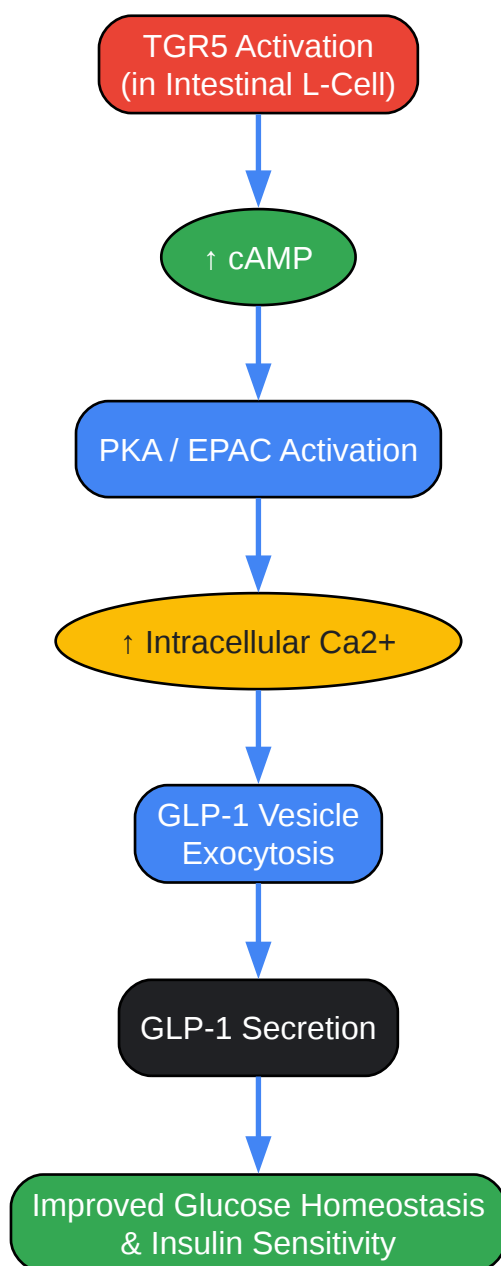 TGR5 Activation
(in Intestinal L-Cell)
↑ cAMP
PKA / EPAC Activation
↑ Intracellular Ca2+
GLP-1 Vesicle
Exocytosis
GLP-1 Secretion
Improved Glucose Homeostasis
& Insulin Sensitivity